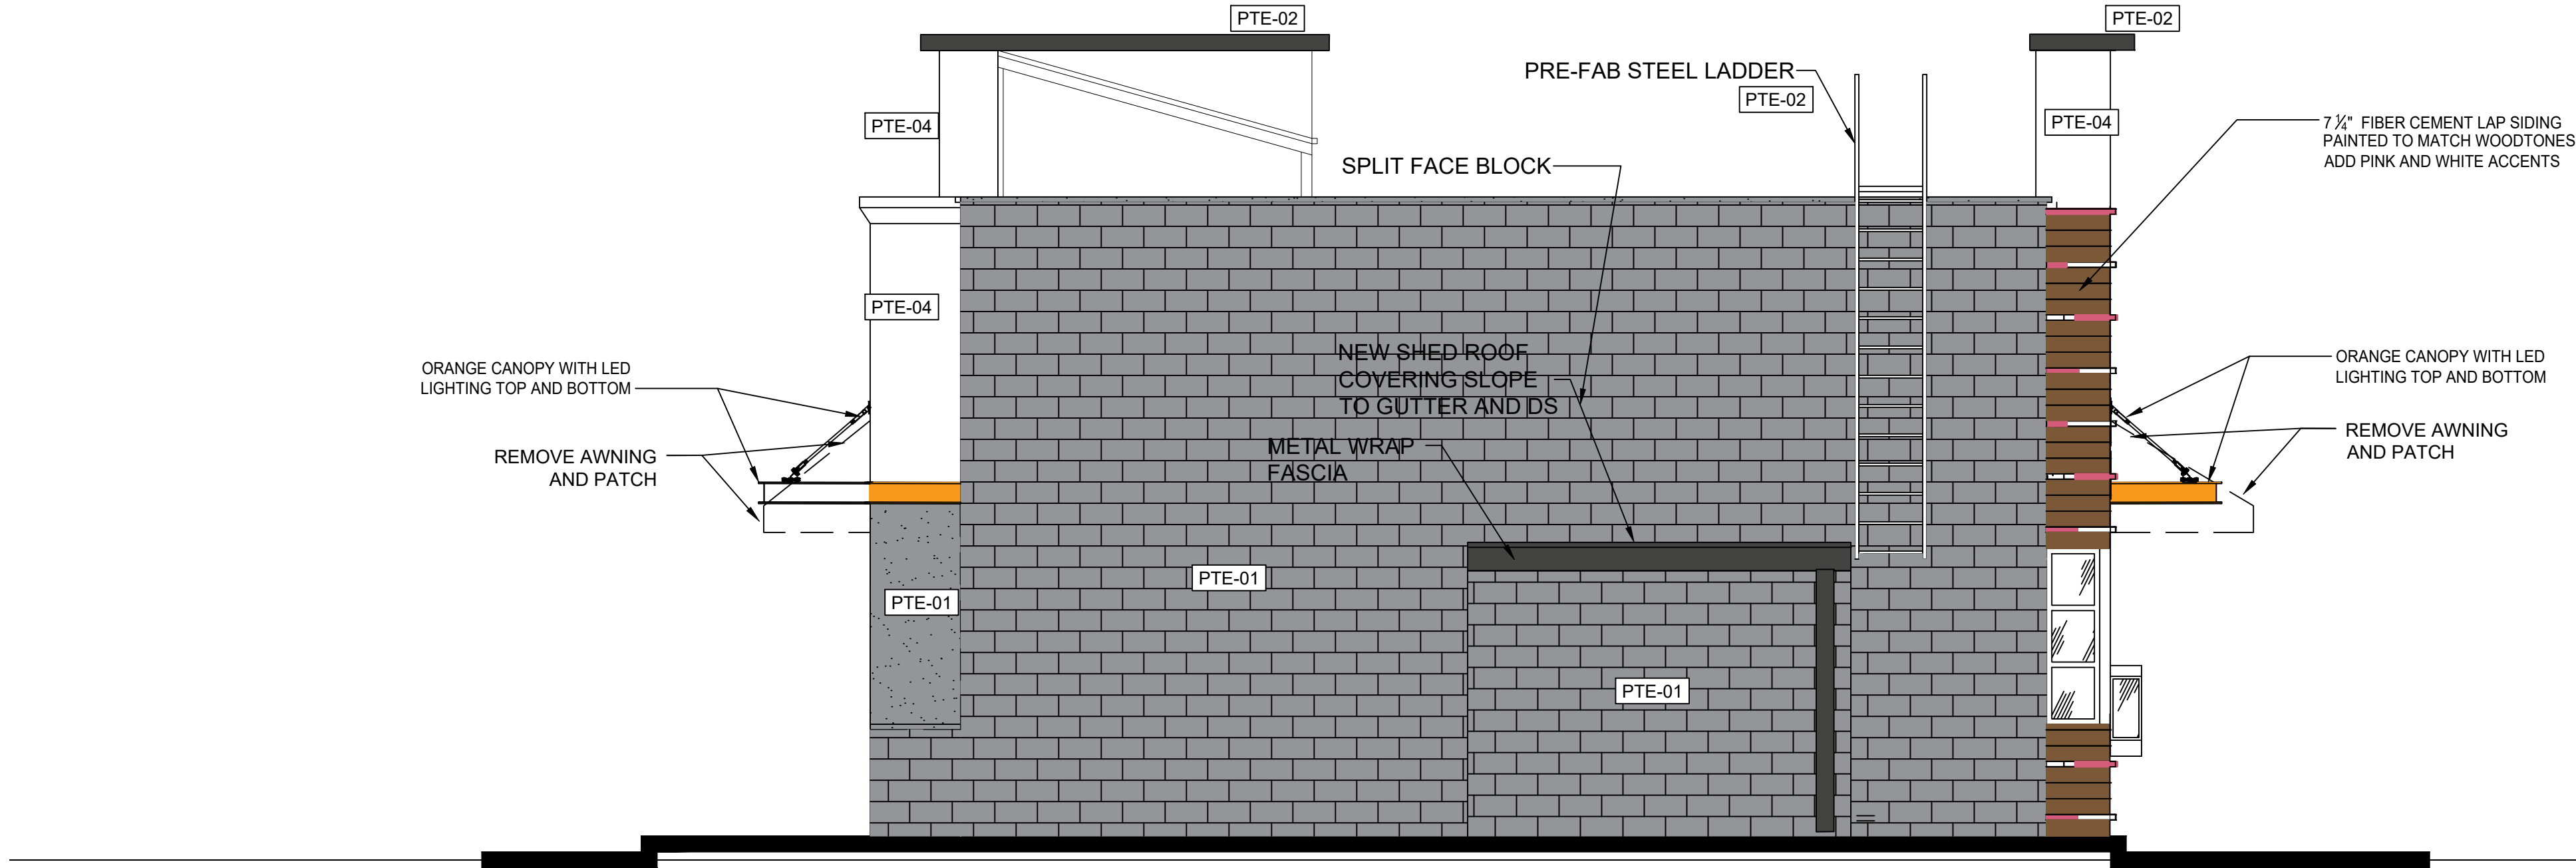 PTE-02
PTE-02
PRE-FAB STEEL LADDER
PTE-02
PTE-04
PTE-04
7 ¼" FIBER CEMENT LAP SIDING
PAINTED TO MATCH WOODTONES
ADD PINK AND WHITE ACCENTS
SPLIT FACE BLOCK
PTE-04
ORANGE CANOPY WITH LED
LIGHTING TOP AND BOTTOM
NEW SHED ROOF
COVERING SLOPE
TO GUTTER AND DS
ORANGE CANOPY WITH LED
LIGHTING TOP AND BOTTOM
REMOVE AWNING
AND PATCH
METAL WRAP
FASCIA
REMOVE AWNING
AND PATCH
PTE-01
PTE-01
PTE-01